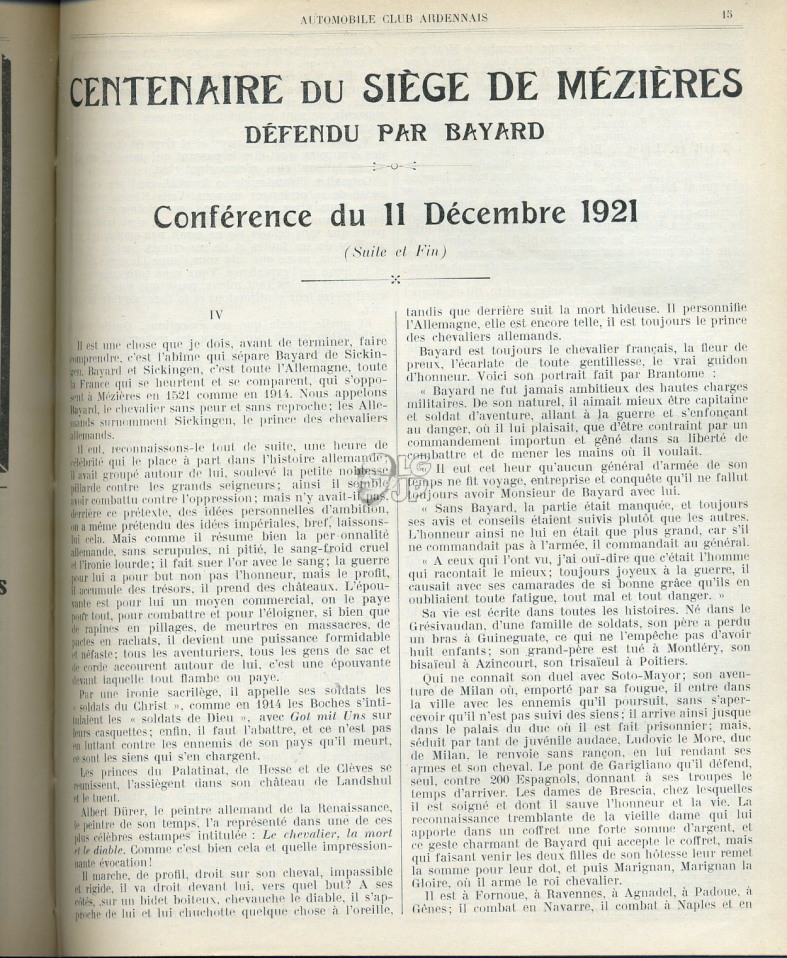 AUTOMOBILE CLUB ARDENNAIS
15
CENTENAIRE DU SIÈGE DE MÉZIÈRES
DÉFENDU PAR BAYARD
Conférence du 11 Décembre 1921
(Suite et Fin)
IV
Il est une chose que je dois, avant de terminer, faire
comprendre, c'est l'abîme qui sépare Bayard de Sickin-
gen. Bayard et Sickingen, c'est toute l'Allemagne, toute
la France qui se heurtent et se comparent, qui s'oppo-
sent à Mézières en 1521 comme en 1914. Nous appelons
Bayard, le chevalier sans peur et sans reproche; les Alle-
mands surnomment Sickingen, le prince des chevaliers
allemands.
Il eut, reconnaissons-le tout de suite, une heure de
célébrité qui le place à part dans l'histoire allemande;
il avait groupé autour de lui, soulevé la petite noblesse
pillarde contre les grands seigneurs; ainsi il semble
avoir combattu contre l'oppression; mais n'y avait-il pas,
derrière ce prétexte, des idées personnelles d'ambition,
on a même prétendu des idées impériales, bref, laissons-
lui cela. Mais comme il résume bien la per onnalité
allemande, sans scrupules, ni pitié, le sang-froid cruel
et l'ironie lourde; il fait suer l'or avec le sang; la guerre
pour lui a pour but non pas l'honneur, mais le profit,
il accumule des trésors, il prend des châteaux. L'épou-
vante est pour lui un moyen commercial, on le paye
pour tout, pour combattre et pour l'éloigner, si bien que
de rapines en pillages, de meurtres en massacres, de
pactes en rachats, il devient une puissance formidable
et néfaste; tous les aventuriers, tous les gens de sac et
de corde accourent autour de lui, c'est une épouvante
devant laquelle tout flambe ou paye.
Par une ironie sacrilège, il appelle ses soldats les
« soldats du Christ », comme en 1914 les Boches s'inti-
tulaient les « soldats de Dieu », avec Got mit Uns sur
leurs casquettes; enfin, il faut l'abattre, et ce n'est pas
en luttant contre les ennemis de son pays qu'il meurt,
ce sont les siens qui s'en chargent.
Les princes du Palatinat, de Hesse et de Clèves se
réunissent, l'assiègent dans son château de Landshul
et le tuent.
Albert Dürer, le peintre allemand de la Renaissance,
le peintre de son temps, l'a représenté dans une de ces
plus célèbres estampes intitulée : Le chevalier, la mort
et le diable. Comme c'est bien cela et quelle impression-
nante évocation!
Il marche, de profil, droit sur son cheval, impassible
et rigide, il va droit devant lui, vers quel but? A ses
côtés, sur un bidet boiteux, chevauche le diable, il s'ap-
proche de lui et lui chuchotte quelque chose à l'oreille,
tandis que derrière suit la mort hideuse. Il personnifie
l'Allemagne, elle est encore telle, il est toujours le prince
des chevaliers allemands.
Bayard est toujours le chevalier français, la fleur de
preux, l'écarlate de toute gentillesse, le vrai guidon
d'honneur. Voici son portrait fait par Brantome :
« Bayard ne fut jamais ambitieux des hautes charges
militaires. De son naturel, il aimait mieux être capitaine
et soldat d'aventure, allant à la guerre et s'enfonçant
au danger, où il lui plaisait, que d'être contraint par un
commandement importun et gêné dans sa liberté de
combattre et de mener les mains où il voulait.
« Il eut cet heur qu'aucun général d'armée de son
temps ne fit voyage, entreprise et conquête qu'il ne fallut
toujours avoir Monsieur de Bayard avec lui.
« Sans Bayard, la partie était manquée, et toujours
ses avis et conseils étaient suivis plutôt que les autres.
L'honneur ainsi ne lui en était que plus grand, car s'il
ne commandait pas à l'armée, il commandait au général.
« A ceux qui l'ont vu, j'ai ouï-dire que c'était l'homme
qui racontait le mieux; toujours joyeux à la guerre, il
causait avec ses camarades de si bonne grâce qu'ils en
oubliaient toute fatigue, tout mal et tout danger. »
Sa vie est écrite dans toutes les histoires. Né dans le
Grésivaudan, d'une famille de soldats, son père a perdu
un bras à Guineguate, ce qui ne l'empêche pas d'avoir
huit enfants; son grand-père est tué à Montléry, son
bisaïeul à Azincourt, son trisaïeul à Poitiers.
Qui ne connaît son duel avec Soto-Mayor; son aven-
ture de Milan où, emporté par sa fougue, il entre dans
la ville avec les ennemis qu'il poursuit, sans s'aper-
cevoir qu'il n'est pas suivi des siens; il arrive ainsi jusque
dans le palais du duc où il est fait prisonnier; mais,
séduit par tant de juvénile audace, Ludovic le More, duc
de Milan, le renvoie sans rançon, en lui rendant ses
armes et son cheval. Le pont de Garigliano qu'il défend,
seul, contre 200 Espagnols, donnant à ses troupes le
temps d'arriver. Les dames de Brescia, chez lesquelles
il est soigné et dont il sauve l'honneur et la vie. La
reconnaissance tremblante de la vieille dame qui lui
apporte dans un coffret une forte somme d'argent, et
ce geste charmant de Bayard qui accepte le coffret, mais
qui faisant venir les deux filles de son hôtesse leur remet
la somme pour leur dot, et puis Marignan, Marignan la
Gloire, où il arme le roi chevalier.
Il est à Fornoue, à Ravennes, à Agnadel, à Padoue, à
Gênes; il combat en Navarre, il combat à Naples et en